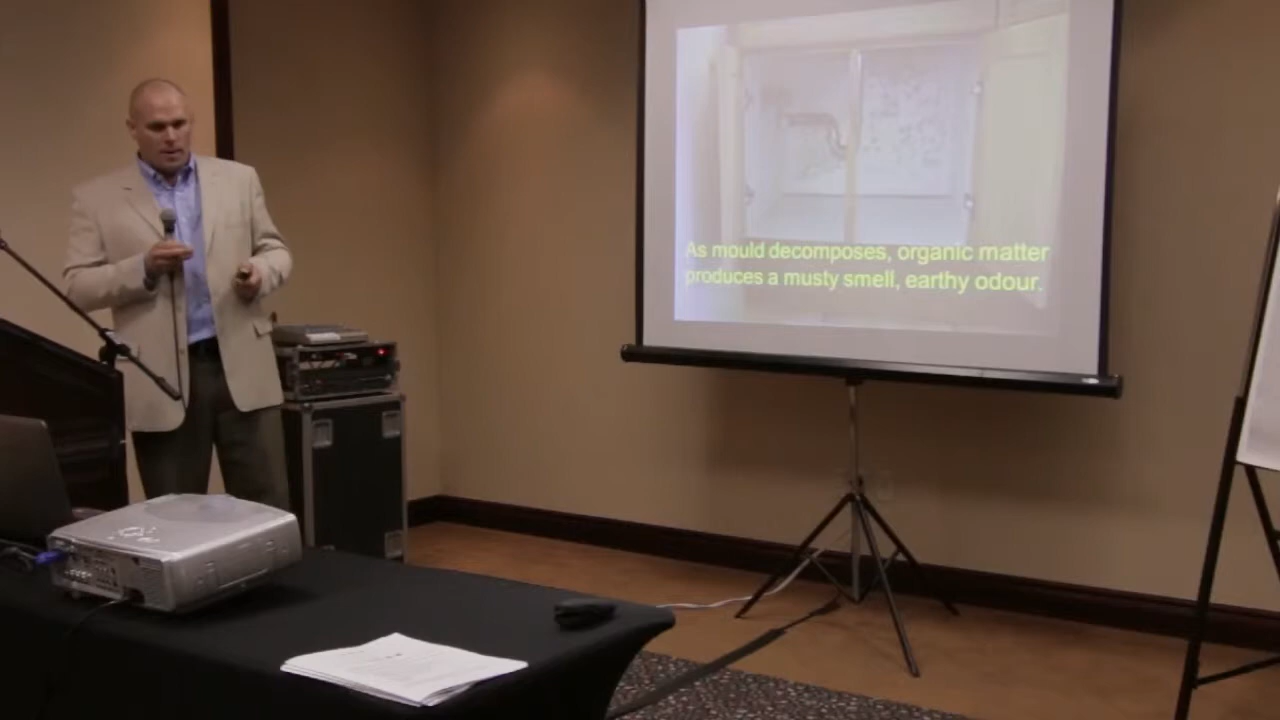 As mould decomposes, organic matter
produces a musty smell, earthy odour.